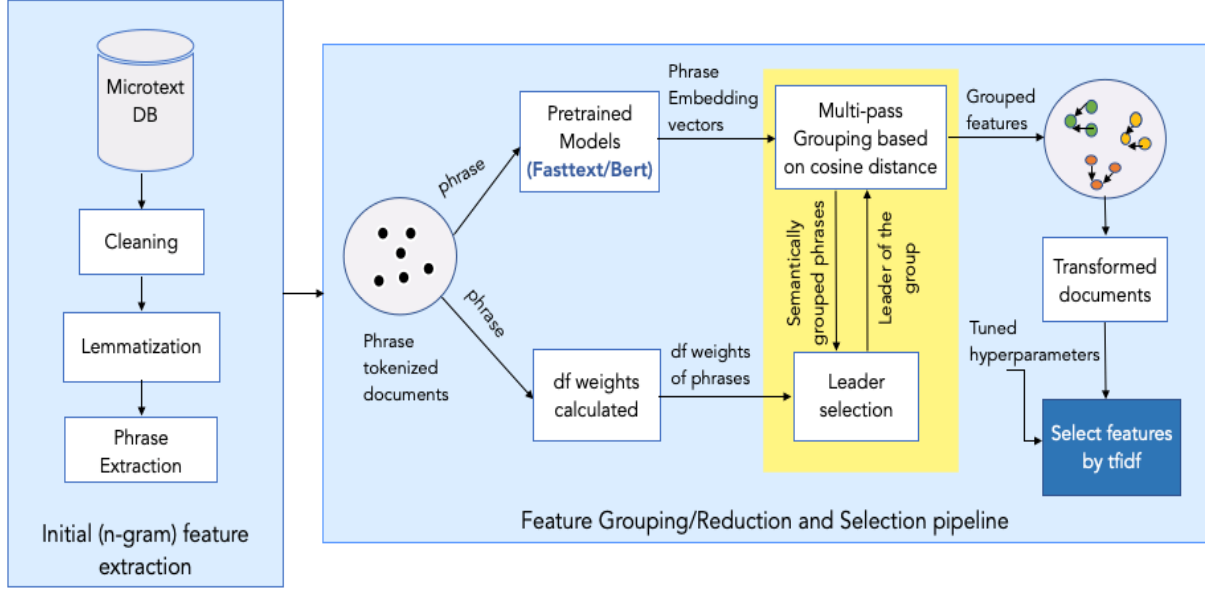 Microtext
DB
Cleaning
Lemmatization
Phrase
Extraction
Initial (n-gram) feature
extraction
Phrase
tokenized
documents
phrase
phrase
Pretrained
Models
(Fasttext/Bert)
df weights
calculated
Phrase
Embedding
vectors
df weights
of phrases
Multi-pass
Grouping based
on cosine distance
Semantically
grouped phrases
Leader of the
group
Leader
selection
Grouped
features
Transformed
documents
Tuned
hyperparameters
Select features
by tfidf
Feature Grouping/Reduction and Selection pipeline